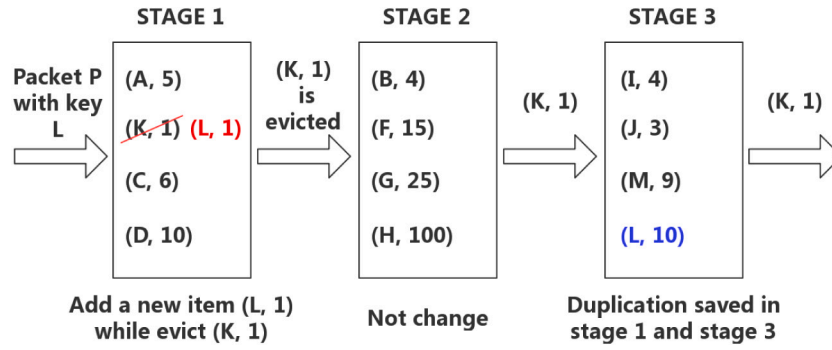 STAGE 1
STAGE 2
STAGE 3
Packet P
with key
L
(A, 5)
(K, 1) (L, 1)
(C, 6)
(D, 10)
(K, 1)
is
evicted
(B, 4)
(F, 15)
(G, 25)
(H, 100)
(K, 1)
(I, 4)
(J, 3)
(M, 9)
(L, 10)
(K, 1)
Add a new item (L, 1)
while evict (K, 1)
Not change
Duplication saved in
stage 1 and stage 3